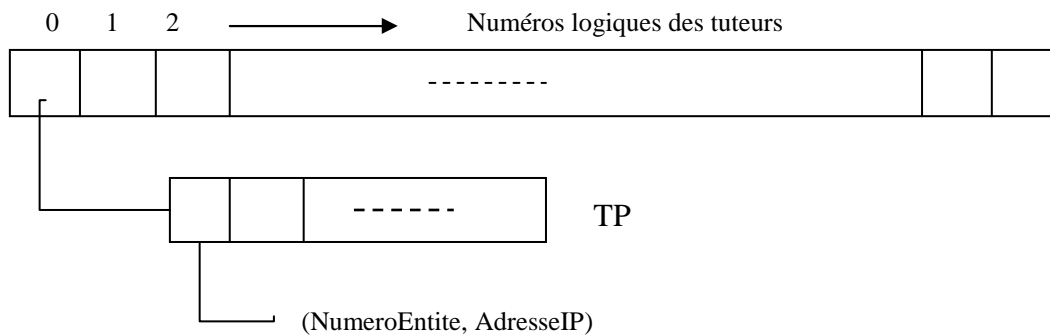 0 1 2 Numéros logiques des tuteurs
TP
(NumeroEntite, AdresseIP)